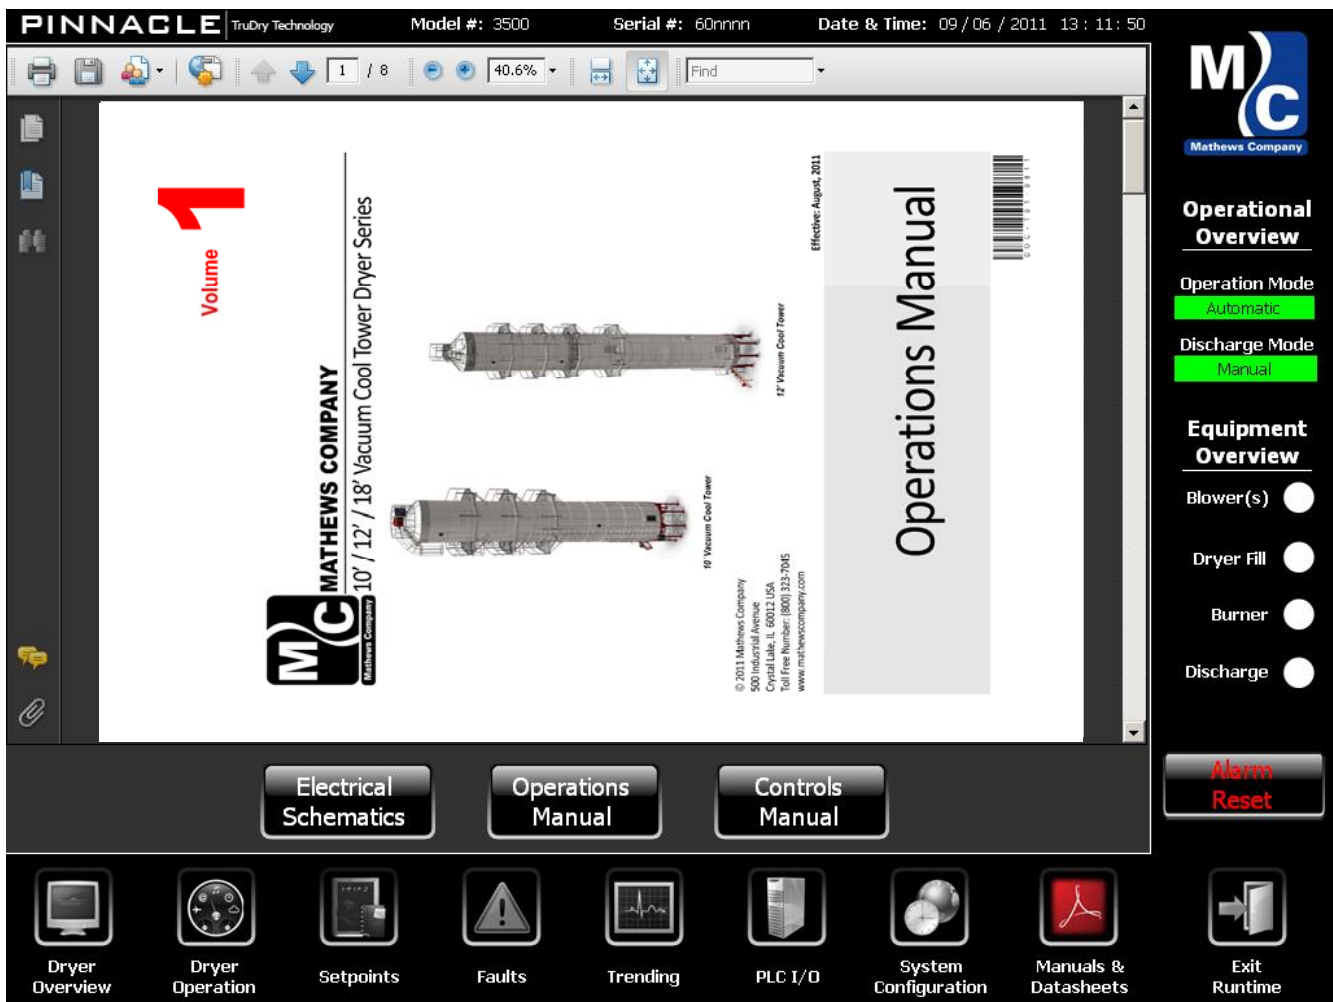 PINNACLE TruDry Technology Model #: 3500 Serial #: 60nnnn Date & Time: 09 / 06 / 2011 13 : 11 : 50
1 / 8 40.6% Find
Volume 1
MATHEWS COMPANY
10' / 12' / 18' Vacuum Cool Tower Dryer Series
M C
Mathews Company
10' Vacuum Cool Tower
12' Vacuum Cool Tower
© 2011 Mathews Company
500 Industrial Avenue
Crystal Lake, IL 60012 USA
Toll Free Number: (800) 323-7045
www.mathewscompany.com
Effective: August, 2011
Operations Manual
DOC-101-0811
MC
Mathews Company
Operational
Overview
Operation Mode
Automatic
Discharge Mode
Manual
Equipment
Overview
Blower(s)
Dryer Fill
Burner
Discharge
Alarm
Reset
Electrical
Schematics
Operations
Manual
Controls
Manual
Dryer
Overview
Dryer
Operation
Setpoints
Faults
Trending
PLC I/O
System
Configuration
Manuals &
Datasheets
Exit
Runtime